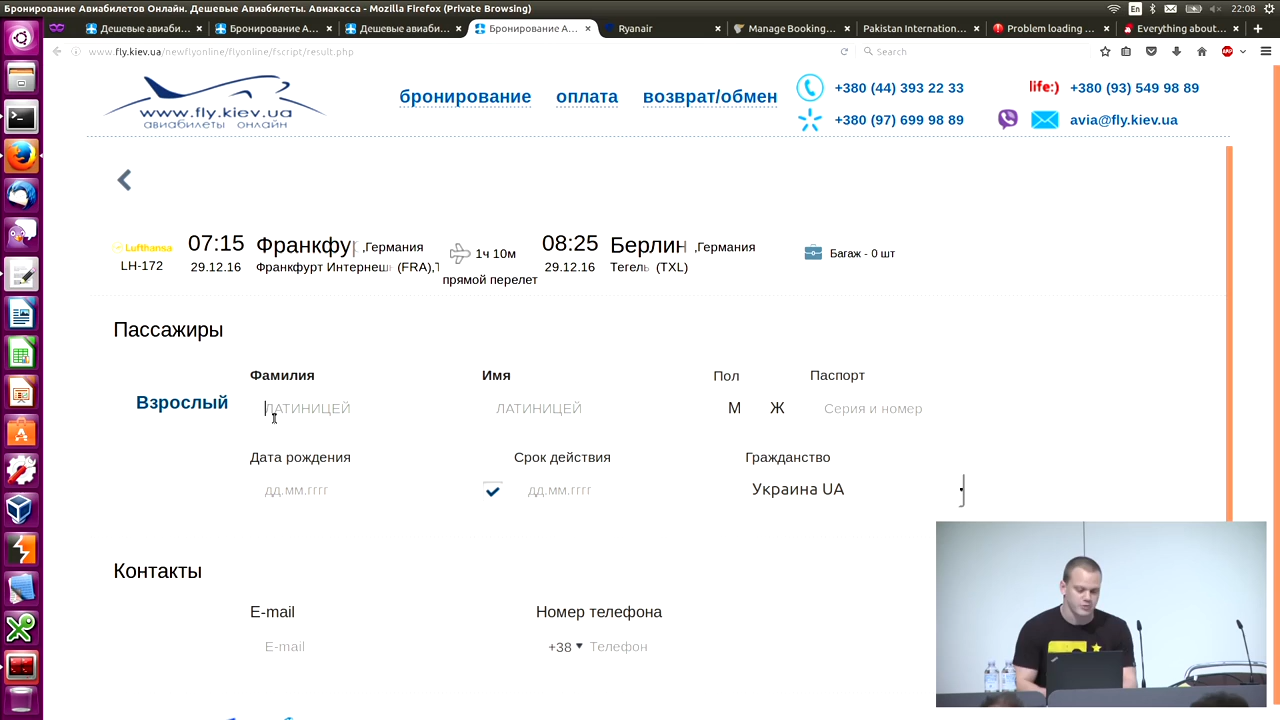 Бронирование Авиабилетов Онлайн. Дешевые Авиабилеты. Авиакасса - Mozilla Firefox (Private Browsing)
En
22:08
Дешевые авиаби...
Бронирование А...
Дешевые авиаби...
Бронирование А...
Ryanair
Manage Booking...
Pakistan Internation...
Problem loading ...
Everything about...
www.fly.kiev.ua/newflyonline/flyonline/fscript/result.php
Search
ABP
www.fly.kiev.ua
авиабилеты онлайн
бронирование
оплата
возврат/обмен
+380 (44) 393 22 33
life:)
+380 (93) 549 98 89
+380 (97) 699 98 89
avia@fly.kiev.ua
Lufthansa
LH-172
07:15
29.12.16
Франкфу
,Германия
Франкфурт Интернеш
(FRA),Т
1ч 10м
прямой перелет
08:25
29.12.16
Берлин
,Германия
Тегель (TXL)
Багаж - 0 шт
Пассажиры
Фамилия
Имя
Пол
Паспорт
Взрослый
ЛАТИНИЦЕЙ
ЛАТИНИЦЕЙ
М
Ж
Серия и номер
Дата рождения
Срок действия
Гражданство
дд.мм.гггг
дд.мм.гггг
Украина UA
Контакты
E-mail
Номер телефона
E-mail
+38
Телефон